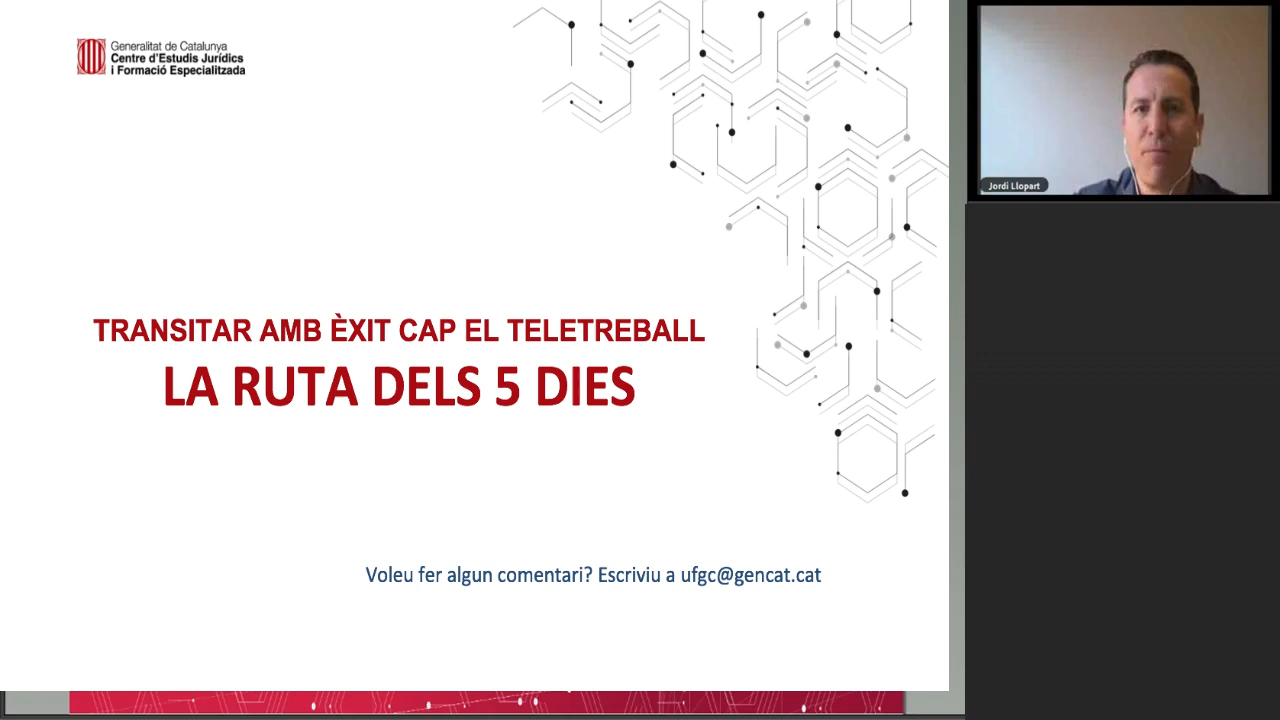 Generalitat de Catalunya
Centre d'Estudis Jurídics
i Formació Especialitzada
Jordi Llopart
TRANSITAR AMB ÈXIT CAP EL TELETREBALL
LA RUTA DELS 5 DIES
Voleu fer algun comentari? Escriviu a ufgc@gencat.cat